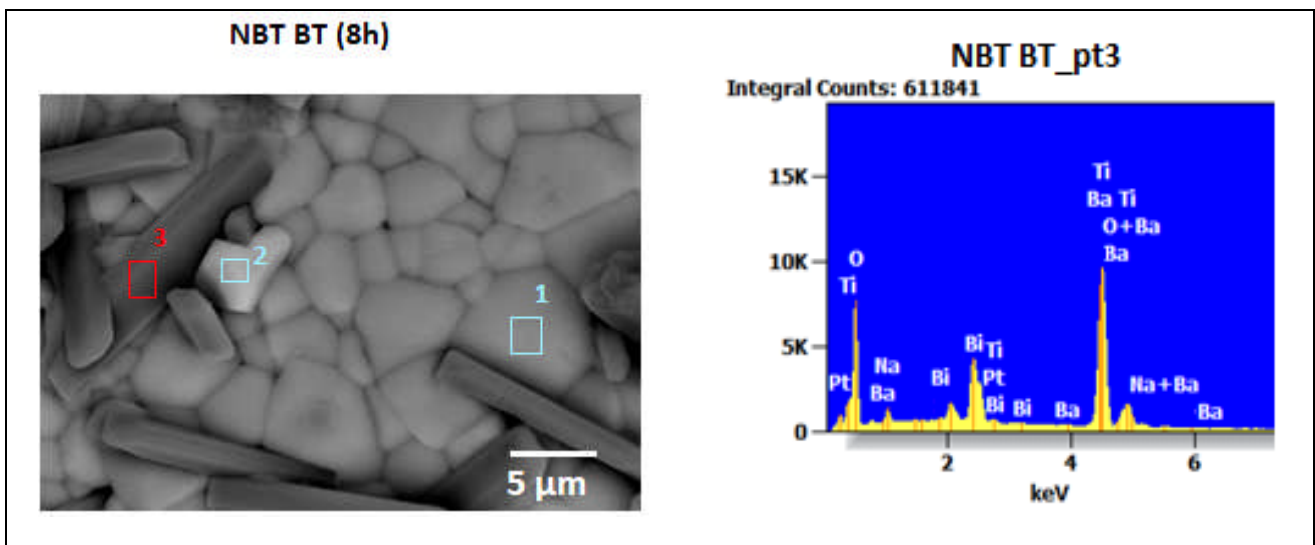 NBT BT (8h)
3
2
1
5 µm
NBT BT_pt3
Integral Counts: 611841
15K
10K
5K
0
Ti
Ba Ti
O+Ba
Ba
O
Ti
Pt
Na
Ba
Bi
Bi Ti
Pt
Bi
Bi
Ba
Na+Ba
Ba
2
4
6
keV